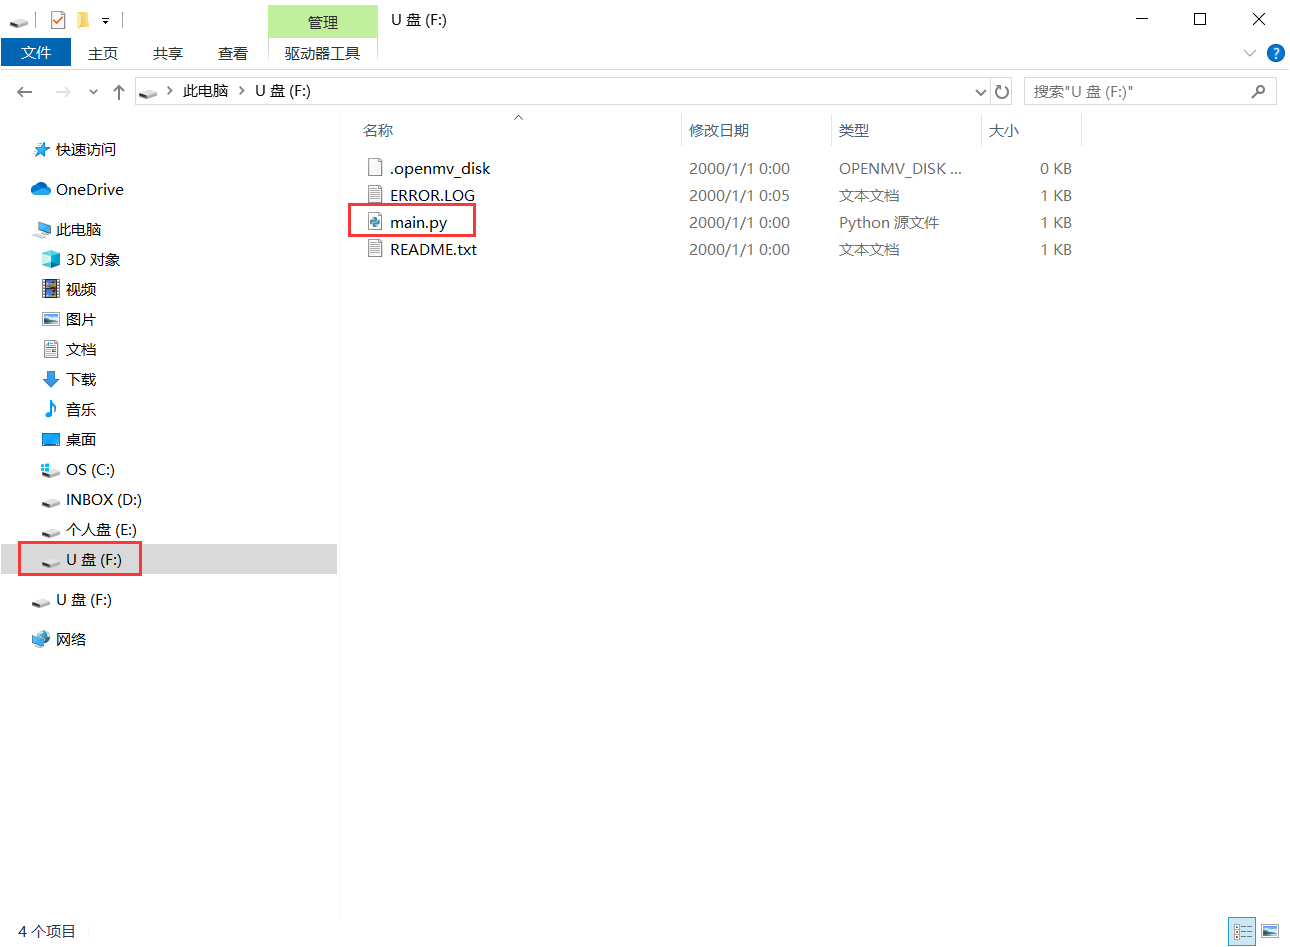 管理
U 盘 (F:)
文件
主页
共享
查看
驱动器工具
此电脑 U 盘 (F:)
搜索"U 盘 (F:)"
名称 修改日期 类型 大小
.openmv_disk 2000/1/1 0:00 OPENMV_DISK ... 0 KB
ERROR.LOG 2000/1/1 0:05 文本文档 1 KB
main.py 2000/1/1 0:00 Python 源文件 1 KB
README.txt 2000/1/1 0:00 文本文档 1 KB
快速访问
OneDrive
此电脑
3D 对象
视频
图片
文档
下载
音乐
桌面
OS (C:)
INBOX (D:)
个人盘 (E:)
U 盘 (F:)
U 盘 (F:)
网络
4 个项目